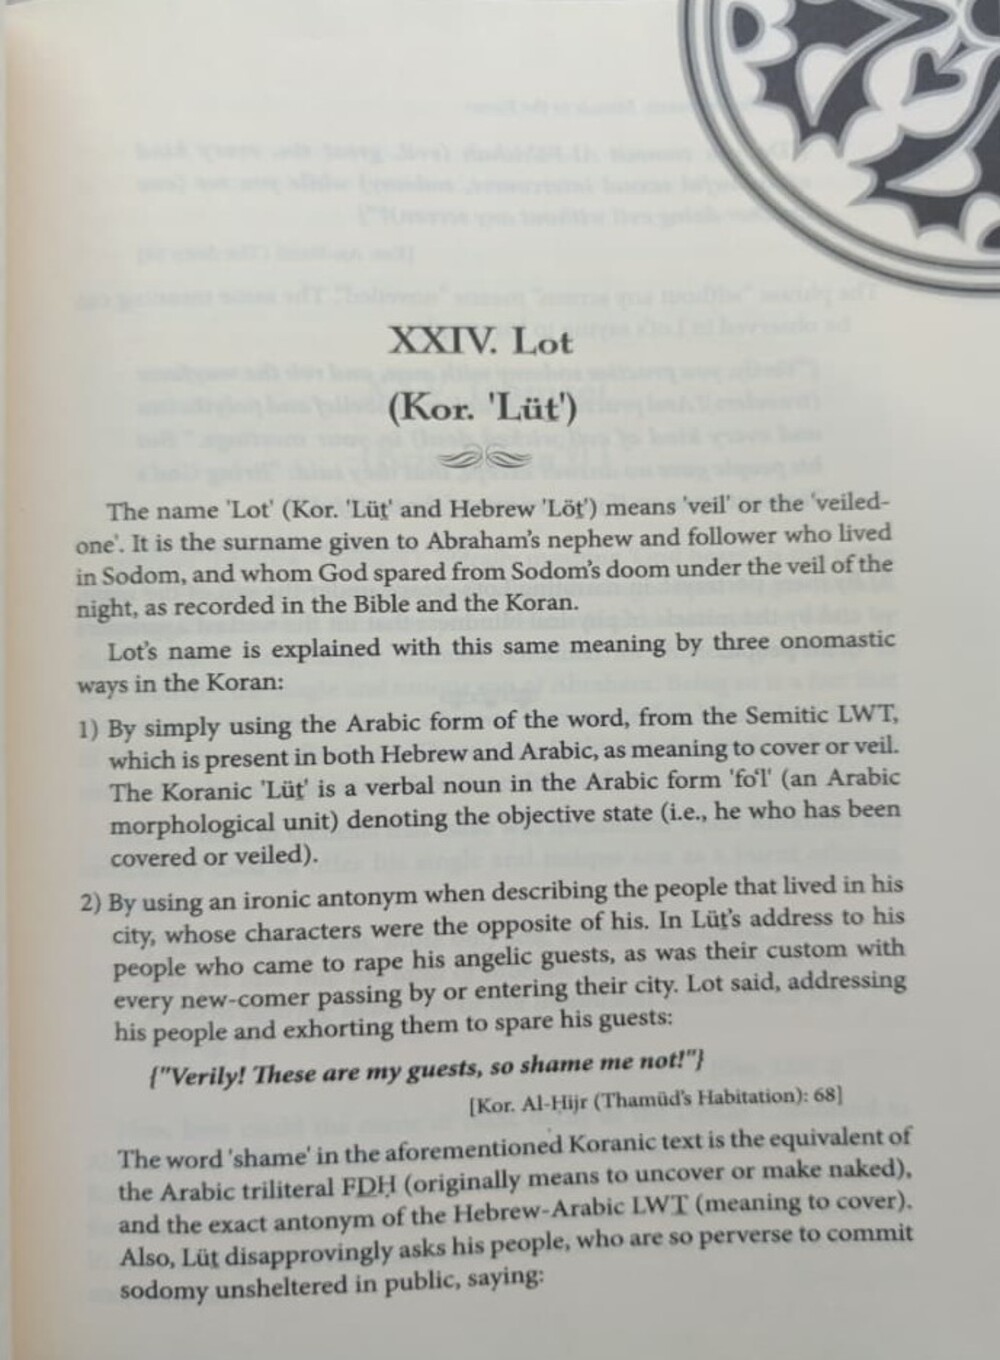 XXIV. Lot
(Kor. 'Lüt')
The name 'Lot' (Kor. 'Lüṭ' and Hebrew 'Löṭ') means 'veil' or the 'veiled-
one'. It is the surname given to Abraham's nephew and follower who lived
in Sodom, and whom God spared from Sodom's doom under the veil of the
night, as recorded in the Bible and the Koran.
Lot's name is explained with this same meaning by three onomastic
ways in the Koran:
1) By simply using the Arabic form of the word, from the Semitic LWT,
which is present in both Hebrew and Arabic, as meaning to cover or veil.
The Koranic 'Lüṭ' is a verbal noun in the Arabic form 'fo'l' (an Arabic
morphological unit) denoting the objective state (i.e., he who has been
covered or veiled).
2) By using an ironic antonym when describing the people that lived in his
city, whose characters were the opposite of his. In Lüṭ's address to his
people who came to rape his angelic guests, as was their custom with
every new-comer passing by or entering their city. Lot said, addressing
his people and exhorting them to spare his guests:
{"Verily! These are my guests, so shame me not!"}
[Kor. Al-Ḥijr (Thamüd's Habitation): 68]
The word 'shame' in the aforementioned Koranic text is the equivalent of
the Arabic triliteral FḎḤ (originally means to uncover or make naked),
and the exact antonym of the Hebrew-Arabic LWṮ (meaning to cover).
Also, Lüṭ disapprovingly asks his people, who are so perverse to commit
sodomy unsheltered in public, saying: